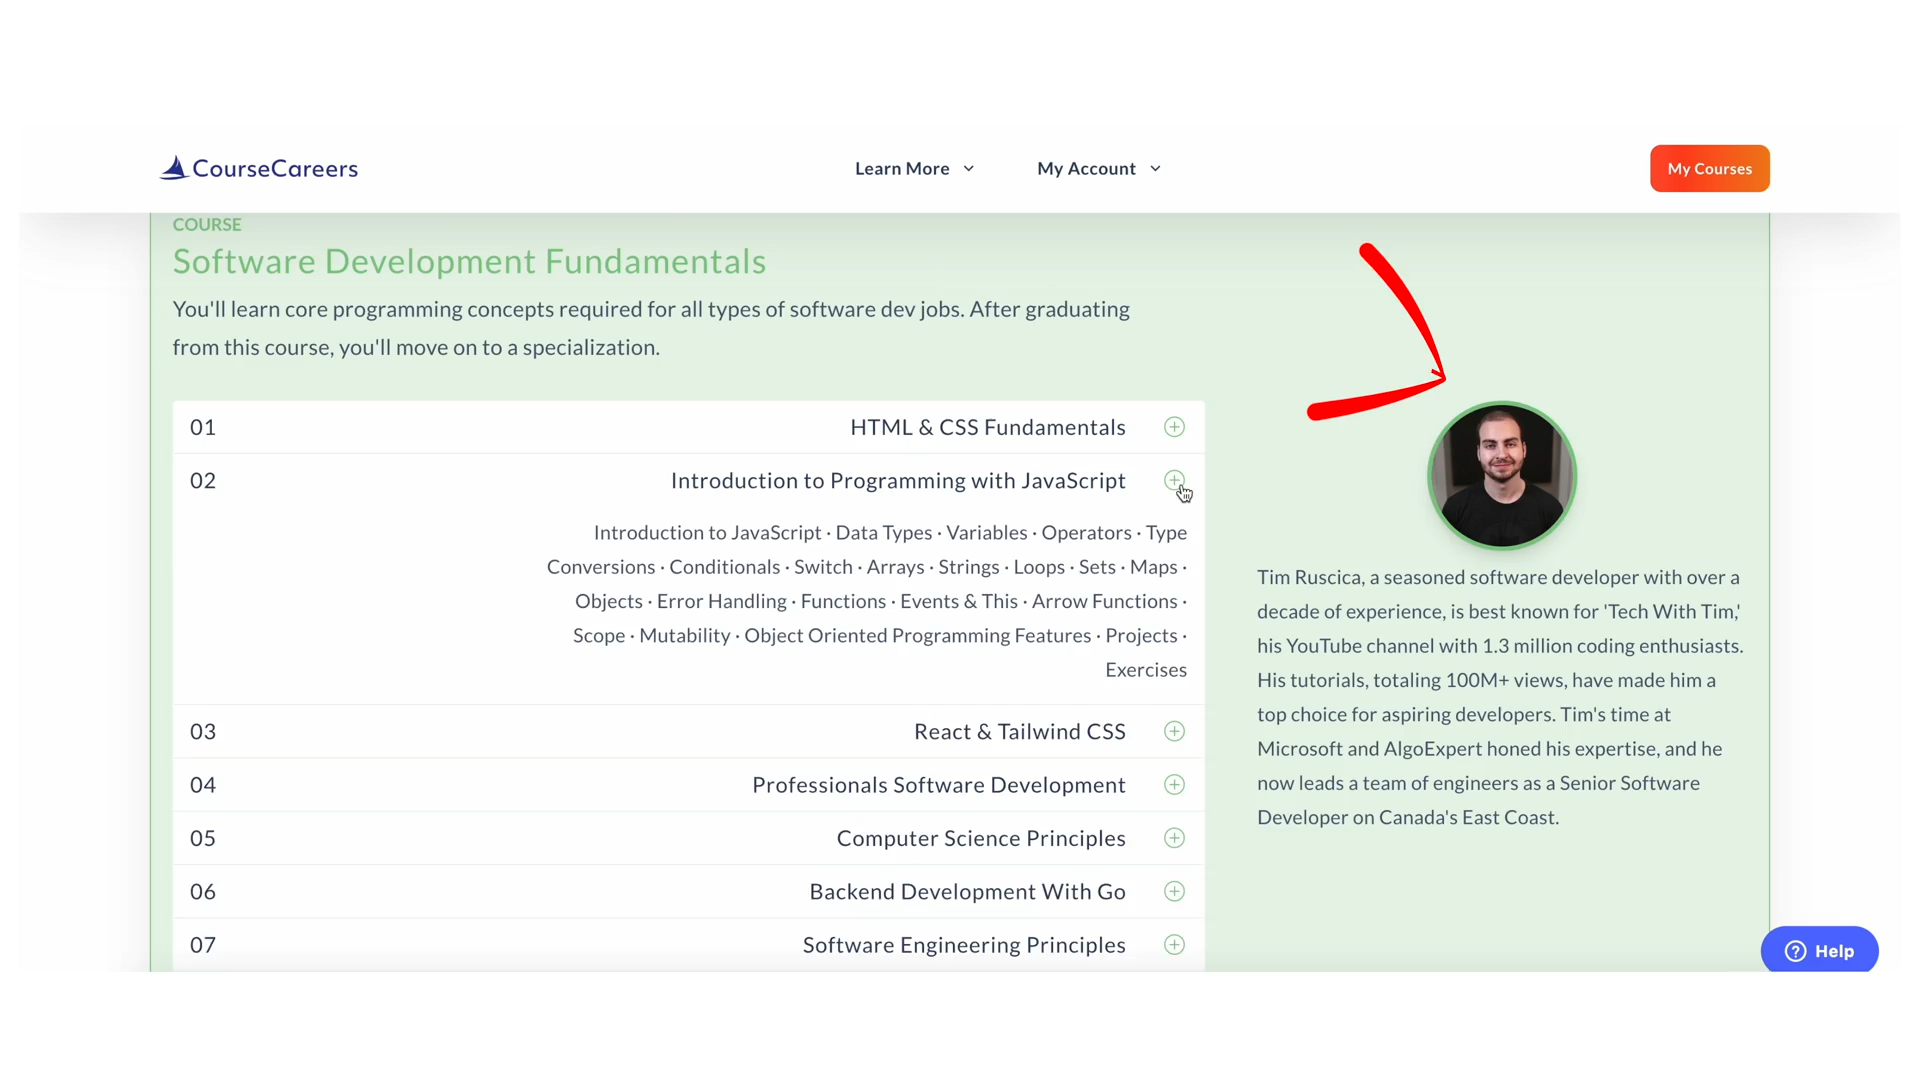 CourseCareers
Learn More
My Account
My Courses
COURSE
Software Development Fundamentals
You'll learn core programming concepts required for all types of software dev jobs. After graduating
from this course, you'll move on to a specialization.
01 HTML & CSS Fundamentals
02 Introduction to Programming with JavaScript
Introduction to JavaScript · Data Types · Variables · Operators · Type
Conversions · Conditionals · Switch · Arrays · Strings · Loops · Sets · Maps ·
Objects · Error Handling · Functions · Events & This · Arrow Functions ·
Scope · Mutability · Object Oriented Programming Features · Projects ·
Exercises
03 React & Tailwind CSS
04 Professionals Software Development
05 Computer Science Principles
06 Backend Development With Go
07 Software Engineering Principles
Tim Ruscica, a seasoned software developer with over a
decade of experience, is best known for 'Tech With Tim,'
his YouTube channel with 1.3 million coding enthusiasts.
His tutorials, totaling 100M+ views, have made him a
top choice for aspiring developers. Tim's time at
Microsoft and AlgoExpert honed his expertise, and he
now leads a team of engineers as a Senior Software
Developer on Canada's East Coast.
Help